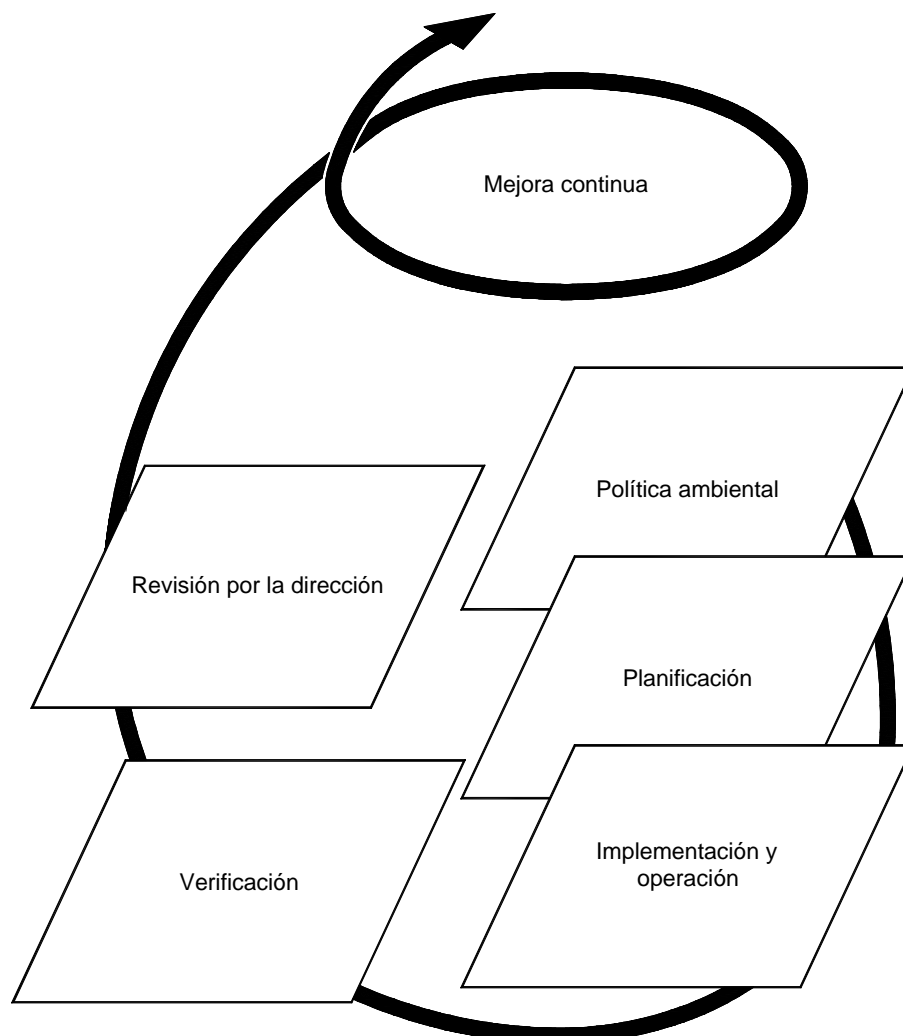 Mejora continua
Política ambiental
Revisión por la dirección
Planificación
Implementación y
operación
Verificación